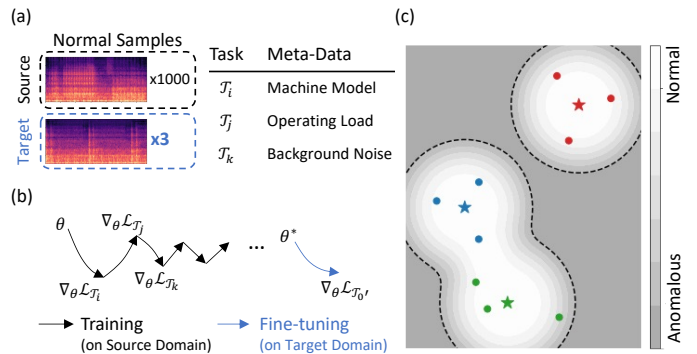 (a)
Normal Samples
Source
x1000
Target
x3
Task Meta-Data
𝒯ᵢ Machine Model
𝒯ⱼ Operating Load
𝒯ₖ Background Noise
(b)
θ
∇θℒ𝒯ᵢ
∇θℒ𝒯ⱼ
∇θℒ𝒯ₖ
...
θ*
∇θℒ𝒯₀′
Training
(on Source Domain)
Fine-tuning
(on Target Domain)
(c)
Normal
Anomalous